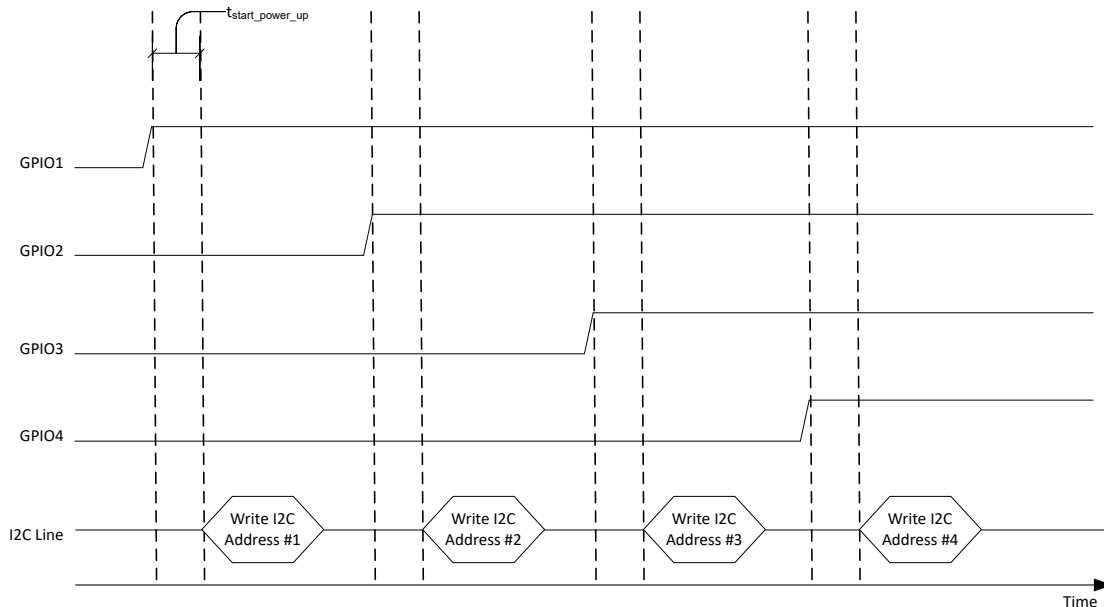 tstart_power_up
GPIO1
GPIO2
GPIO3
GPIO4
I2C Line
Write I2C
Address #1
Write I2C
Address #2
Write I2C
Address #3
Write I2C
Address #4
Time